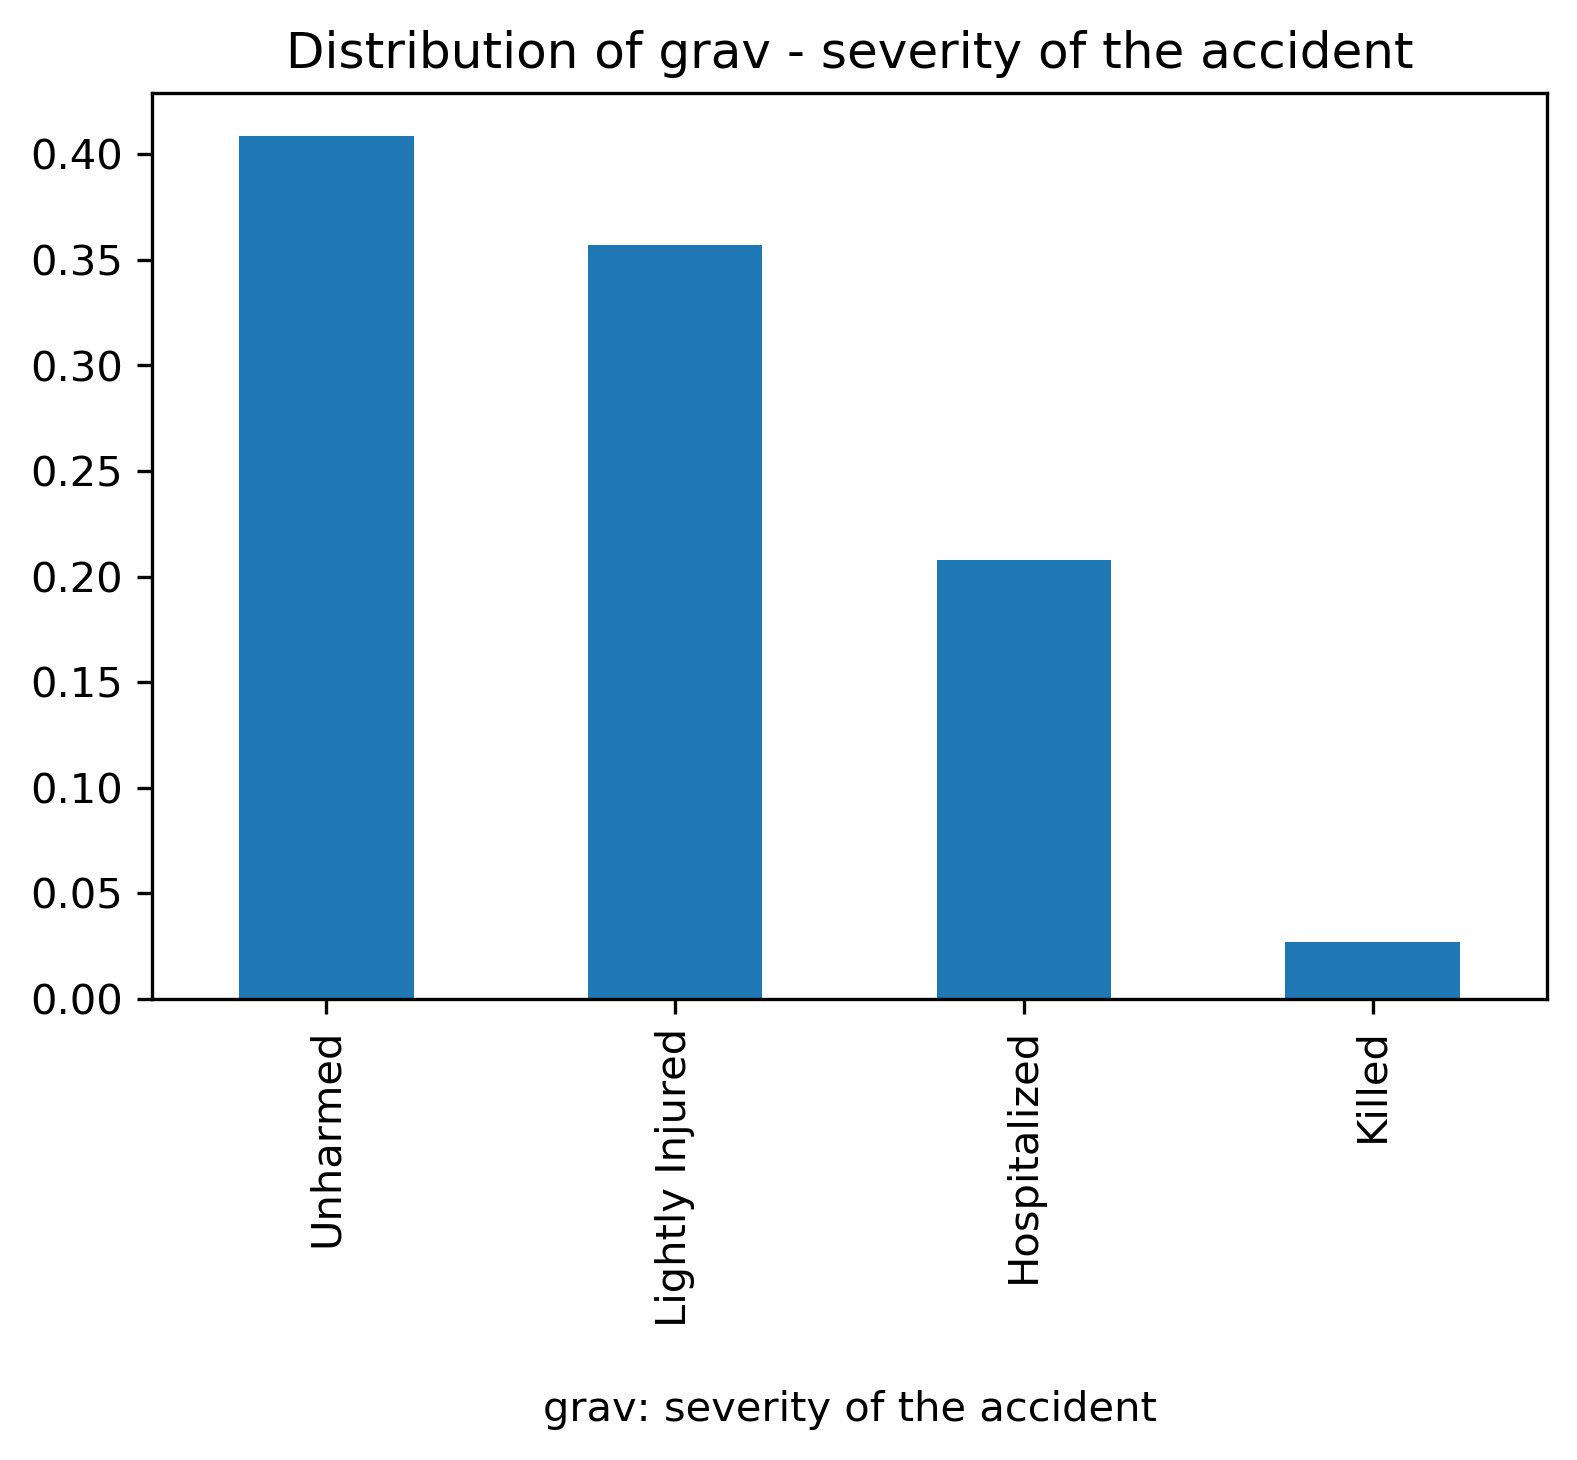 Distribution of grav - severity of the accident
0.40
0.35
0.30
0.25
0.20
0.15
0.10
0.05
0.00
Unharmed
Lightly Injured
Hospitalized
Killed
grav: severity of the accident